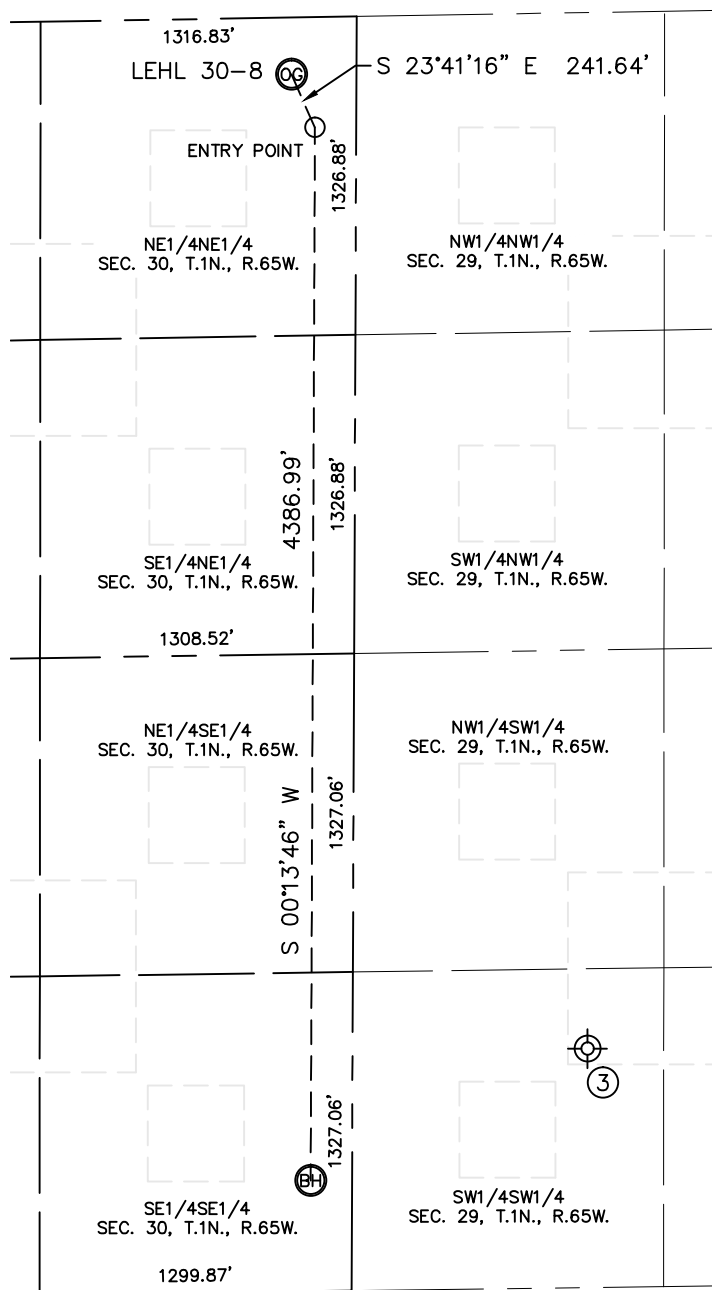 1316.83'
LEHL 30-8
OG
S 23°41'16" E 241.64'
ENTRY POINT
1326.88'
NE1/4NE1/4
SEC. 30, T.1N., R.65W.
NW1/4NW1/4
SEC. 29, T.1N., R.65W.
4386.99'
1326.88'
SE1/4NE1/4
SEC. 30, T.1N., R.65W.
SW1/4NW1/4
SEC. 29, T.1N., R.65W.
1308.52'
NE1/4SE1/4
SEC. 30, T.1N., R.65W.
NW1/4SW1/4
SEC. 29, T.1N., R.65W.
S 00°13'46" W
1327.06'
3
1327.06'
BH
SE1/4SE1/4
SEC. 30, T.1N., R.65W.
SW1/4SW1/4
SEC. 29, T.1N., R.65W.
1299.87'